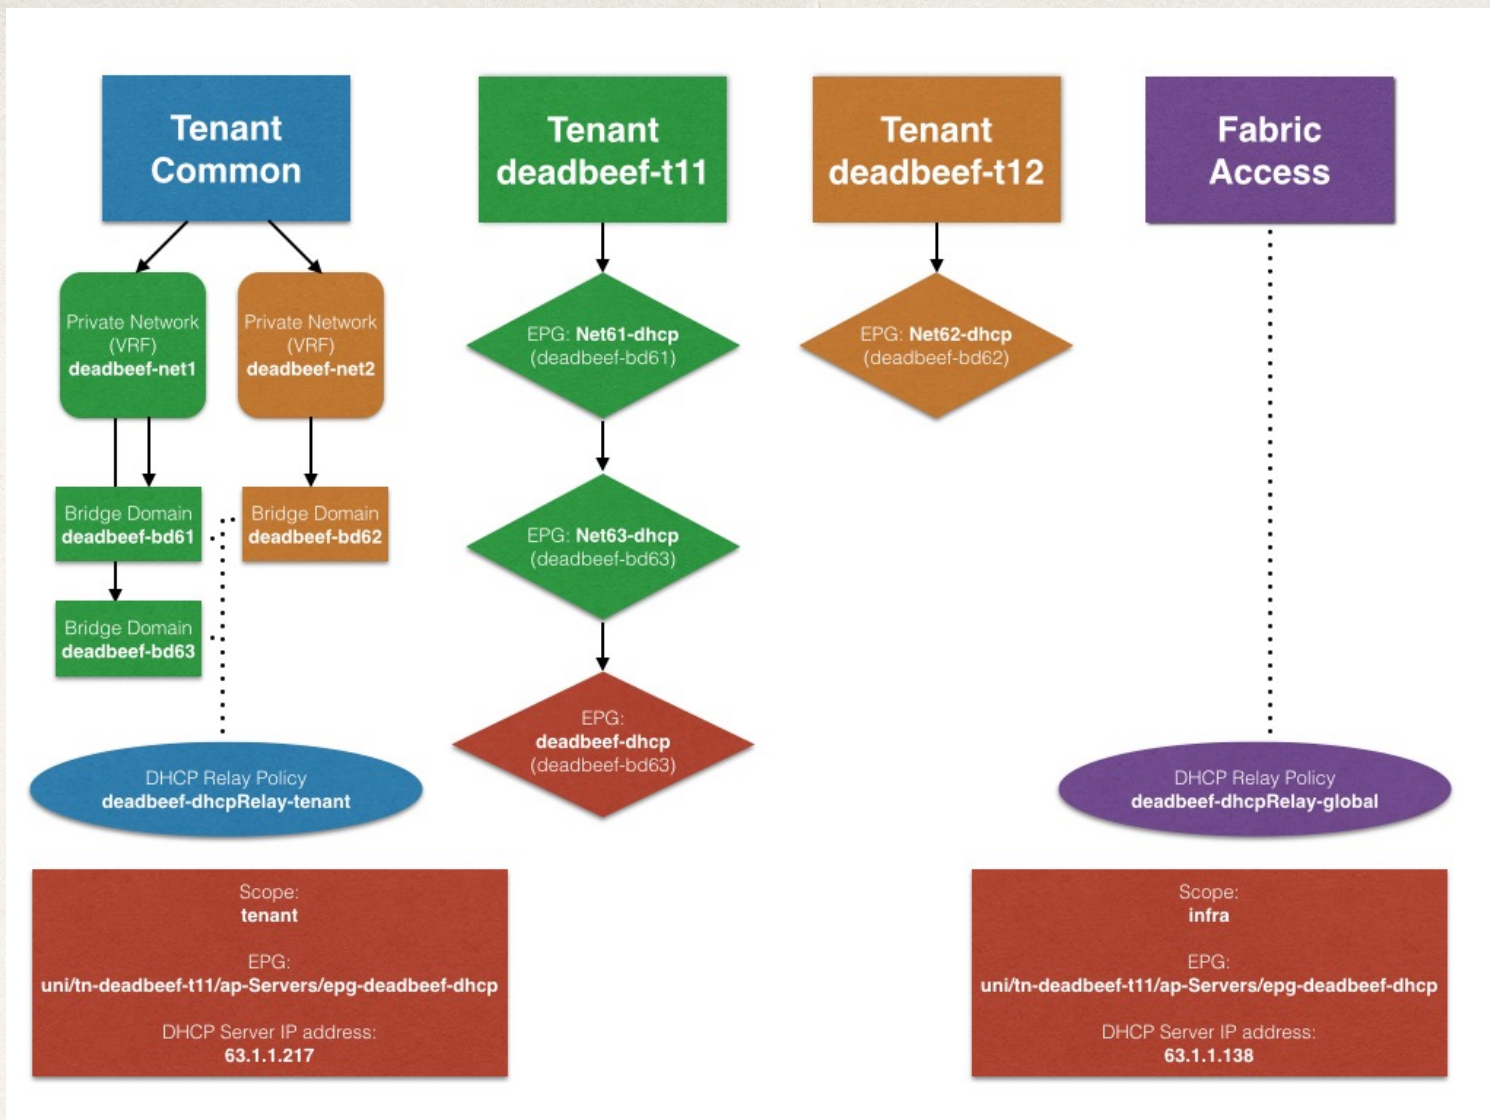 Tenant
Common
Tenant
deadbeef-t11
Tenant
deadbeef-t12
Fabric
Access
Private Network
(VRF)
deadbeef-net1
Private Network
(VRF)
deadbeef-net2
EPG: Net61-dhcp
(deadbeef-bd61)
EPG: Net62-dhcp
(deadbeef-bd62)
Bridge Domain
deadbeef-bd61
Bridge Domain
deadbeef-bd62
EPG: Net63-dhcp
(deadbeef-bd63)
Bridge Domain
deadbeef-bd63
EPG:
deadbeef-dhcp
(deadbeef-bd63)
DHCP Relay Policy
deadbeef-dhcpRelay-tenant
DHCP Relay Policy
deadbeef-dhcpRelay-global
Scope:
tenant
EPG:
uni/tn-deadbeef-t11/ap-Servers/epg-deadbeef-dhcp
DHCP Server IP address:
63.1.1.217
Scope:
infra
EPG:
uni/tn-deadbeef-t11/ap-Servers/epg-deadbeef-dhcp
DHCP Server IP address:
63.1.1.138